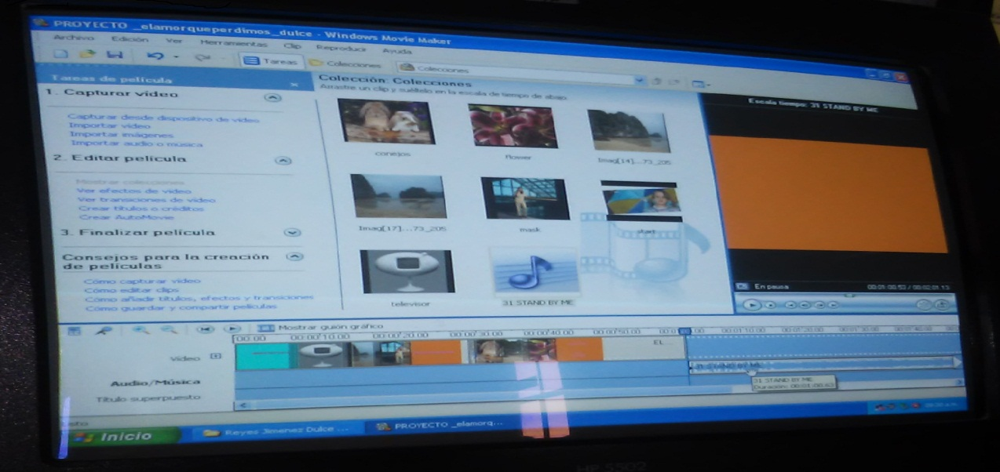 PROYECTO _elamorqueperdimos_dulce - Windows Movie Maker
Archivo Edición Ver Herramientas Clip Reproducir Ayuda
Tareas Colecciones Colecciones
Tareas de película
1. Capturar vídeo
Capturar desde dispositivo de vídeo
Importar vídeo
Importar imágenes
Importar audio o música
2. Editar película
Mostrar colecciones
Ver efectos de vídeo
Ver transiciones de vídeo
Crear títulos o créditos
Crear AutoMovie
3. Finalizar película
Consejos para la creación
de películas
Cómo capturar vídeo
Cómo editar clips
Cómo añadir títulos, efectos y transiciones
Cómo guardar y compartir películas
Colección: Colecciones
Arrastre un clip y suéltelo en la escala de tiempo de abajo.
conejos flower Imag[14]...73_205
Imag[17]...73_205 mask start
televisor 31 STAND BY ME
Escala tiempo: 31 STAND BY ME
En pausa 00:01:00.53 / 00:02:01.13
Mostrar guión gráfico
00:00 00:00:10.00 00:00:20.00 00:00:30.00 00:00:40.00 00:00:50.00 00:01:10.00 00:01:20.00 00:01:30.00 00:01:40.00
Vídeo
EL...
Audio/Música
31 STAND BY ME
31 STAND BY ME
Duración: 00:01:00.63
Título superpuesto
Listo
Inicio
Reyes Jimenez Dulce ...
PROYECTO _elamorq...
HP S502